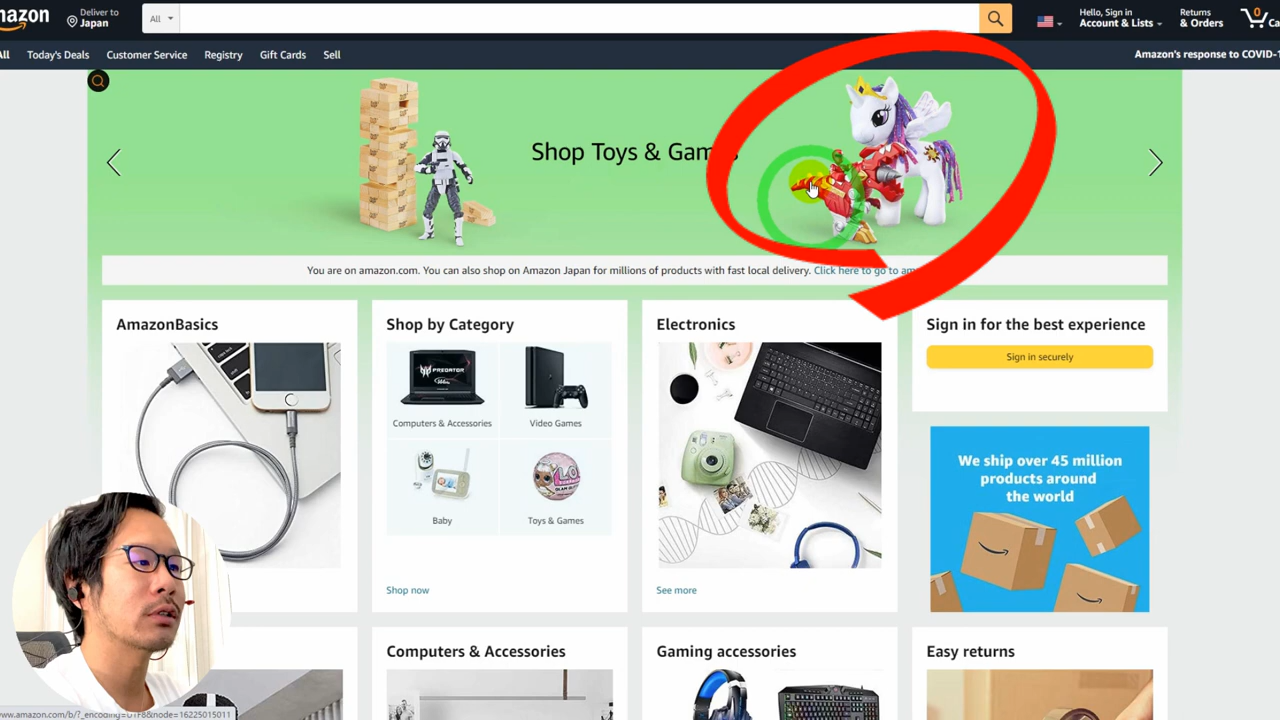 Deliver to
Japan
All
Hello, Sign in
Account & Lists
Returns
& Orders
0
Today's Deals
Customer Service
Registry
Gift Cards
Sell
Amazon's response to COVID-1
Shop Toys & Games
You are on amazon.com. You can also shop on Amazon Japan for millions of products with fast local delivery. Click here to go to am
AmazonBasics
Shop by Category
Electronics
Sign in for the best experience
Sign in securely
PREDATOR
Computers & Accessories
Video Games
We ship over 45 million
products around
the world
Baby
Toys & Games
Shop now
See more
Computers & Accessories
Gaming accessories
Easy returns